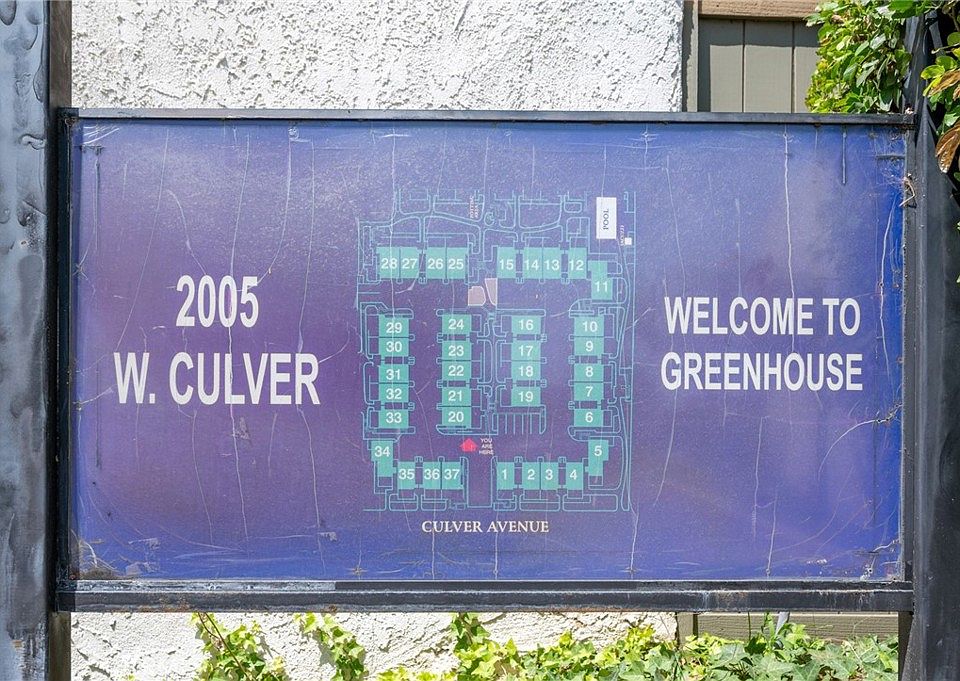 2005
W. CULVER
WELCOME TO
GREENHOUSE
POOL
28 27 26 25 15 14 13 12
11
29 24 16 10
30 23 17 9
31 22 18 8
32 21 19 7
33 20 6
YOU
ARE
HERE
34 5
35 36 37 1 2 3 4
CULVER AVENUE